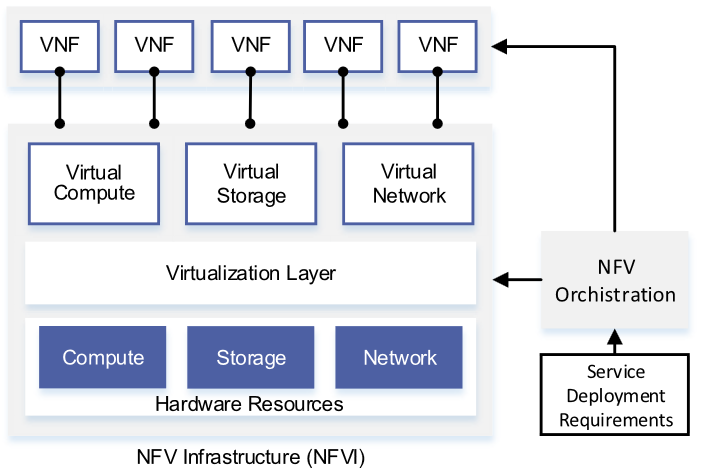 VNF
VNF
VNF
VNF
VNF
Virtual
Compute
Virtual
Storage
Virtual
Network
Virtualization Layer
Compute
Storage
Network
Hardware Resources
NFV Infrastructure (NFVI)
NFV
Orchistration
Service
Deployment
Requirements